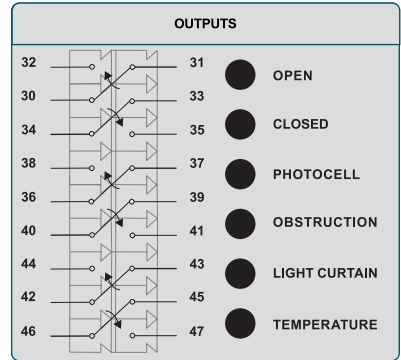 OUTPUTS
32 31 OPEN
30 33
34 35 CLOSED
38 37 PHOTOCELL
36 39
40 41 OBSTRUCTION
44 43 LIGHT CURTAIN
42 45
46 47 TEMPERATURE